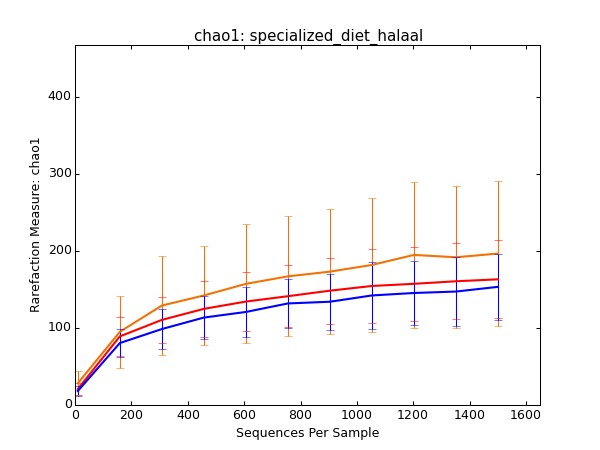 chao1: specialized_diet_halaal
400
300
200
100
0
Rarefaction Measure: chao1
0 200 400 600 800 1000 1200 1400 1600
Sequences Per Sample